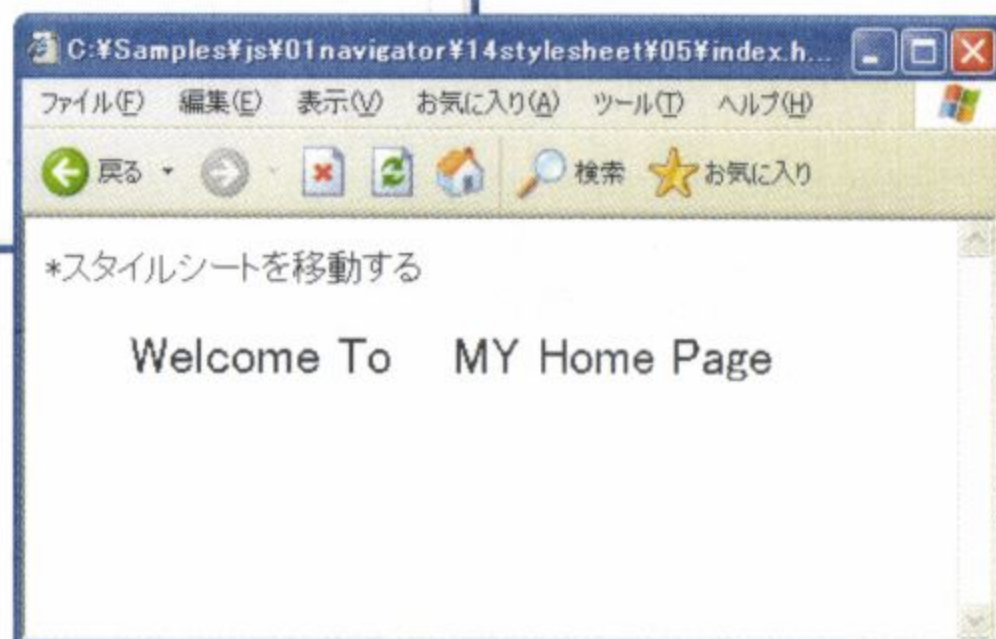 C:¥Samples¥js¥01navigator¥14stylesheet¥05¥index.h...
ファイル(F) 編集(E) 表示(V) お気に入り(A) ツール(T) ヘルプ(H)
戻る 検索 お気に入り
*スタイルシートを移動する
Welcome To MY Home Page